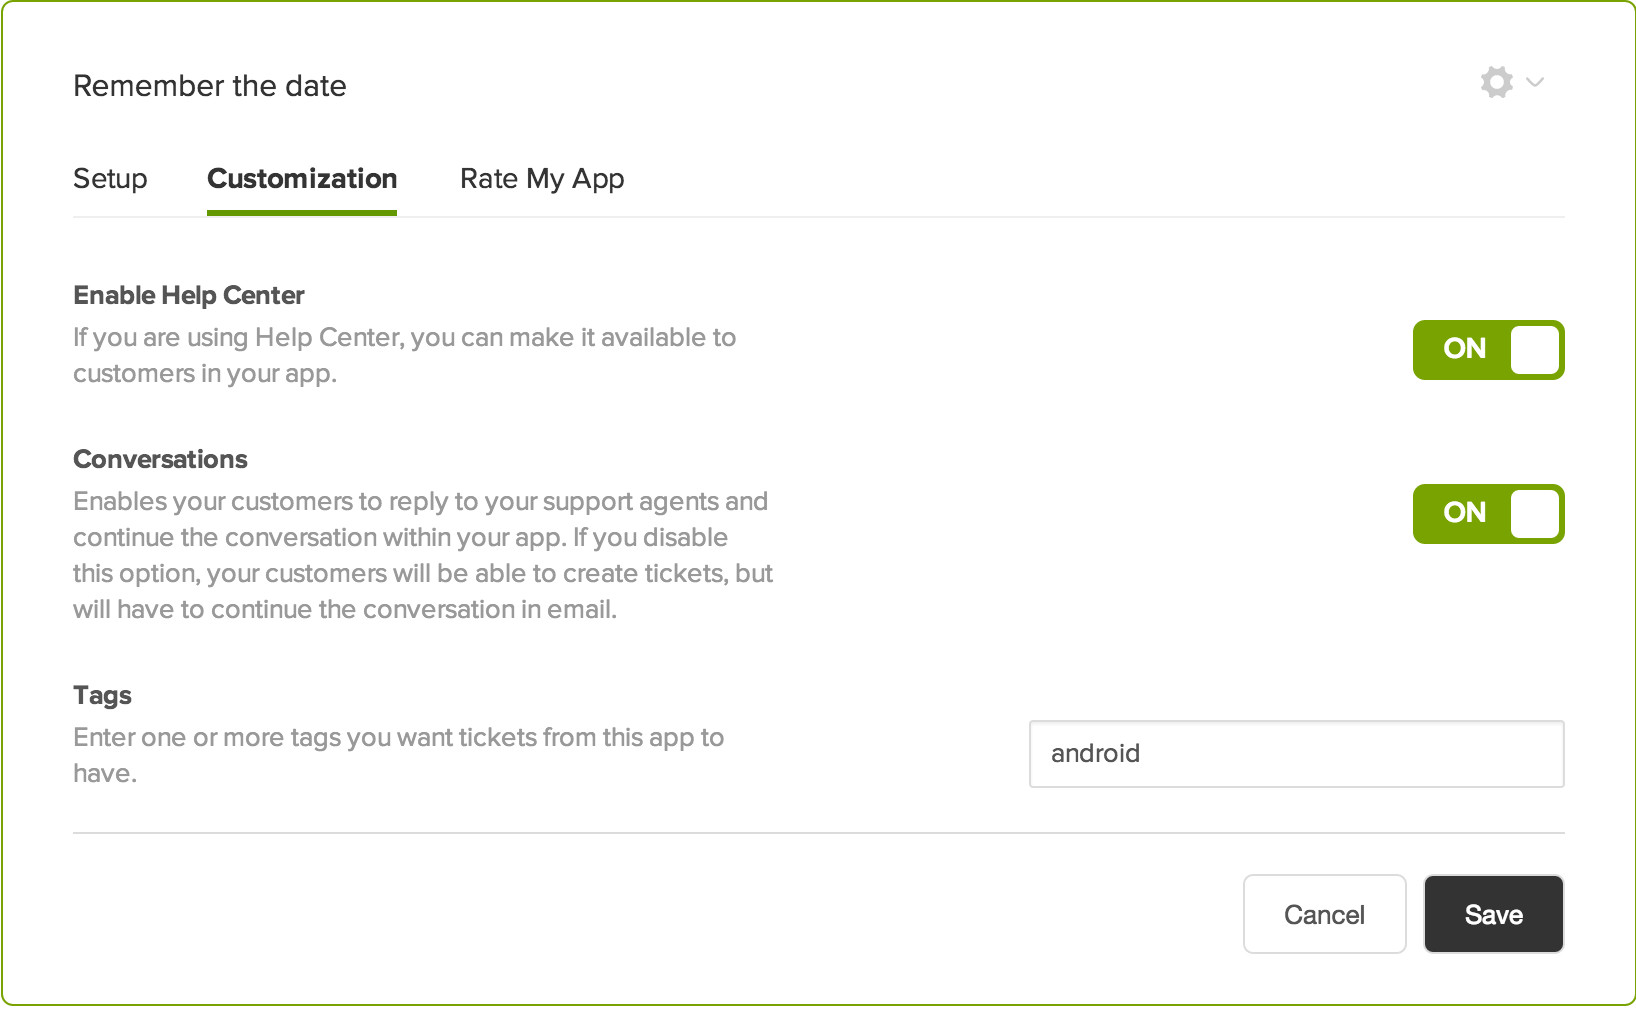 Remember the date
Setup Customization Rate My App
Enable Help Center
If you are using Help Center, you can make it available to
customers in your app.
ON
Conversations
Enables your customers to reply to your support agents and
continue the conversation within your app. If you disable
this option, your customers will be able to create tickets, but
will have to continue the conversation in email.
ON
Tags
Enter one or more tags you want tickets from this app to
have.
android
Cancel Save